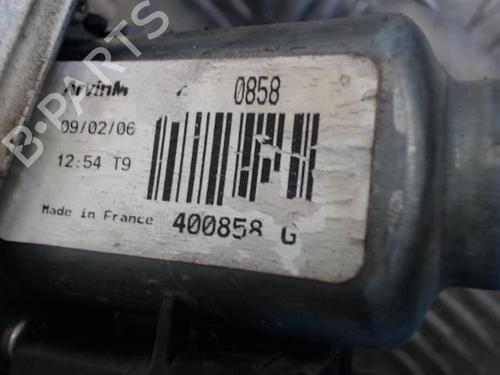 B-PARTS
ArvinM
0858
09/02/06
12:54 T9
Made in France
400858 G